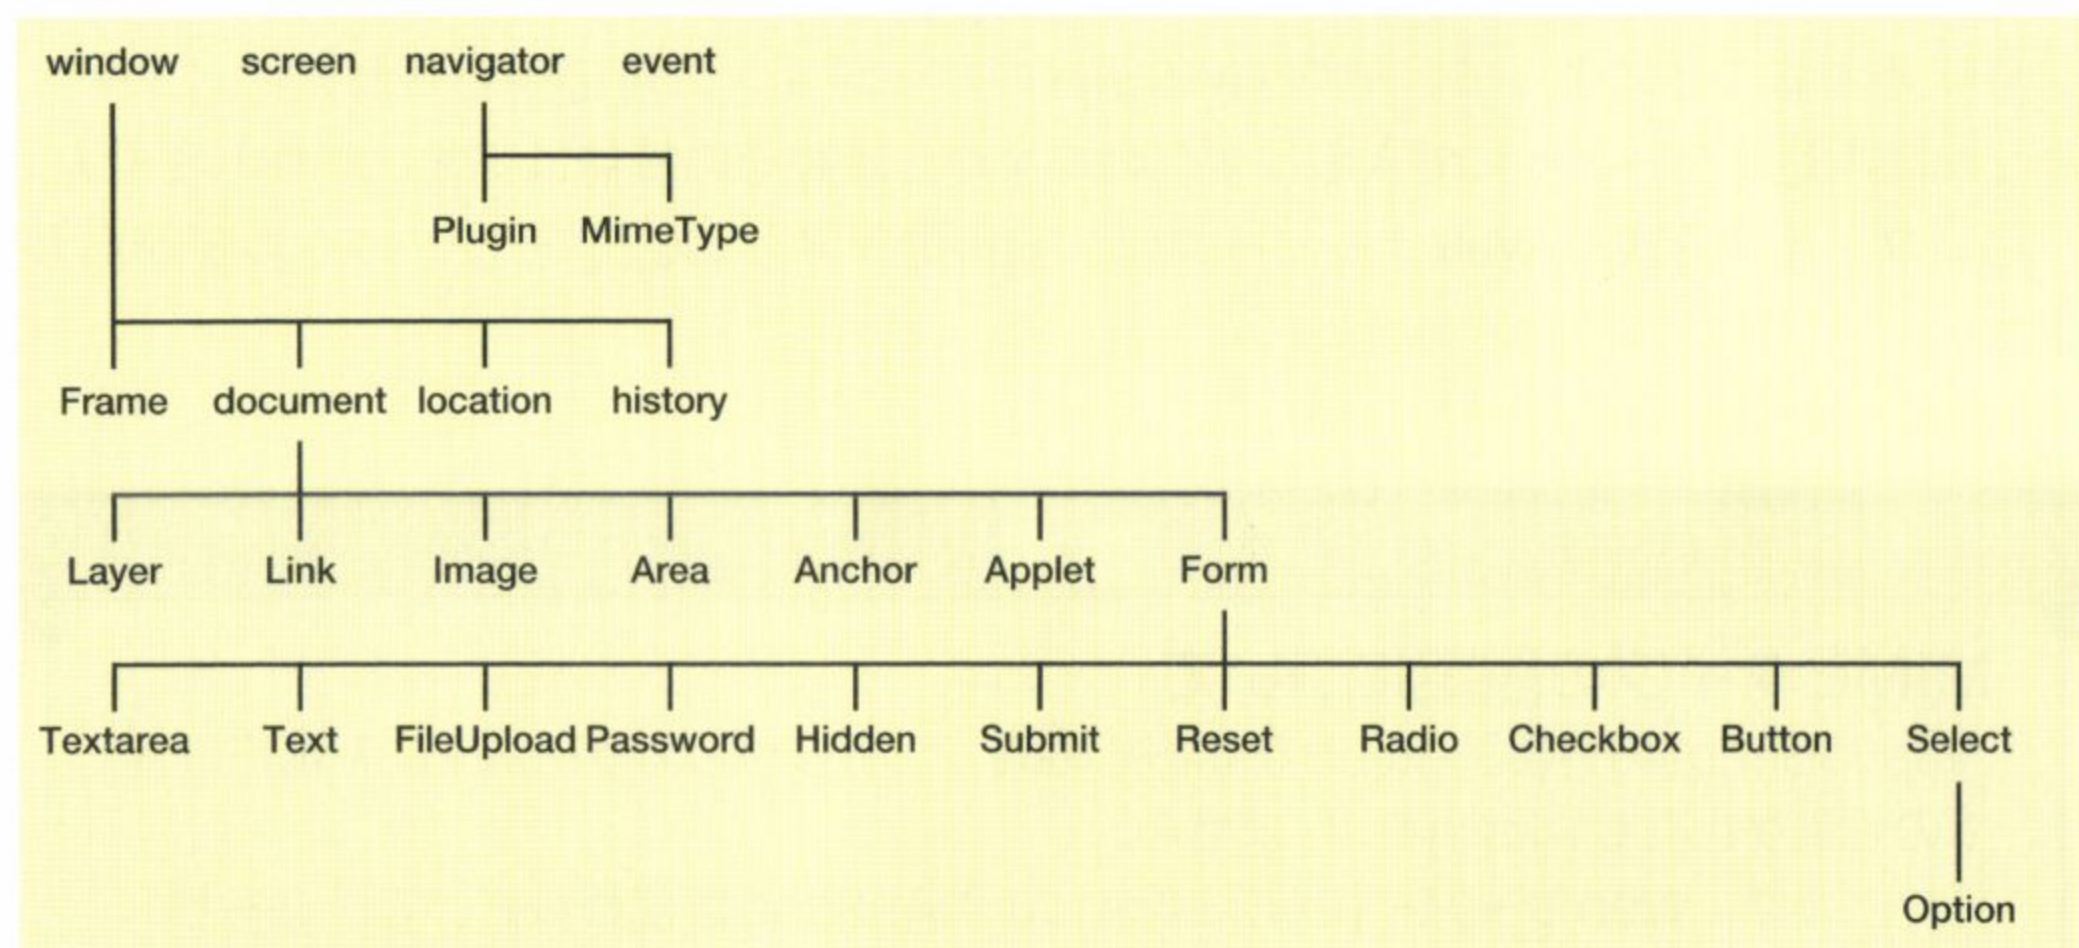 window screen navigator event
Plugin MimeType
Frame document location history
Layer Link Image Area Anchor Applet Form
Textarea Text FileUpload Password Hidden Submit Reset Radio Checkbox Button Select
Option